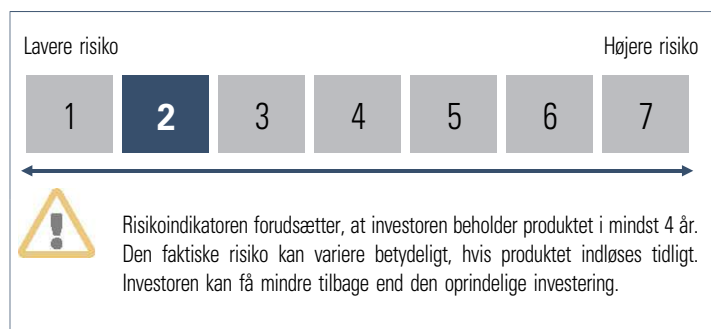 Lavere risiko Højere risiko
1 2 3 4 5 6 7
Risikoindikatoren forudsætter, at investoren beholder produktet i mindst 4 år.
Den faktiske risiko kan variere betydeligt, hvis produktet indløses tidligt.
Investoren kan få mindre tilbage end den oprindelige investering.